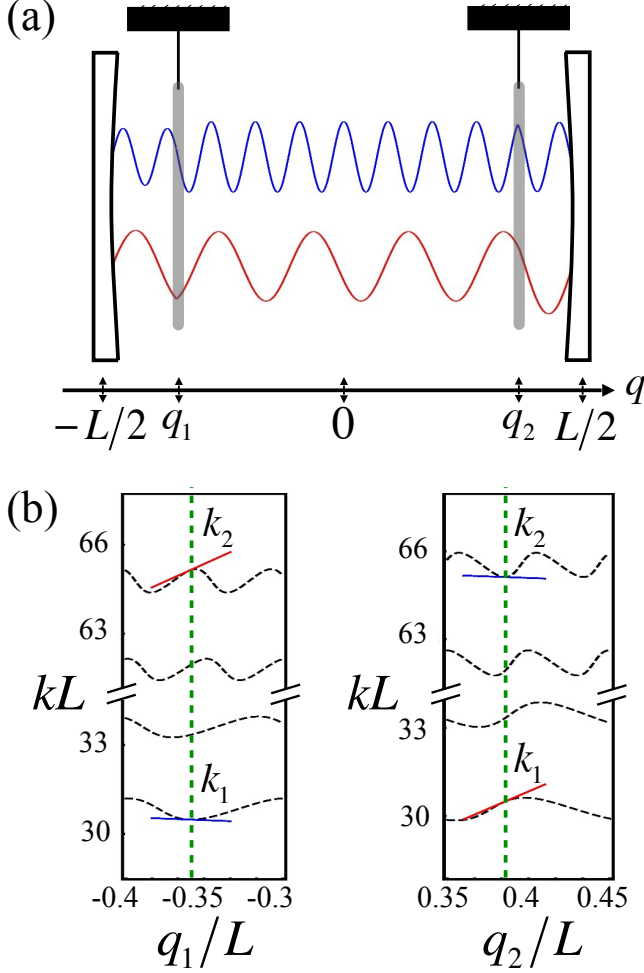 (a)
q
−L/2 q₁ 0 q₂ L/2
(b)
k₂
66
63
kL
33
k₁
30
-0.4 -0.35 -0.3
q₁/L
k₂
66
63
kL
33
k₁
30
0.35 0.4 0.45
q₂/L